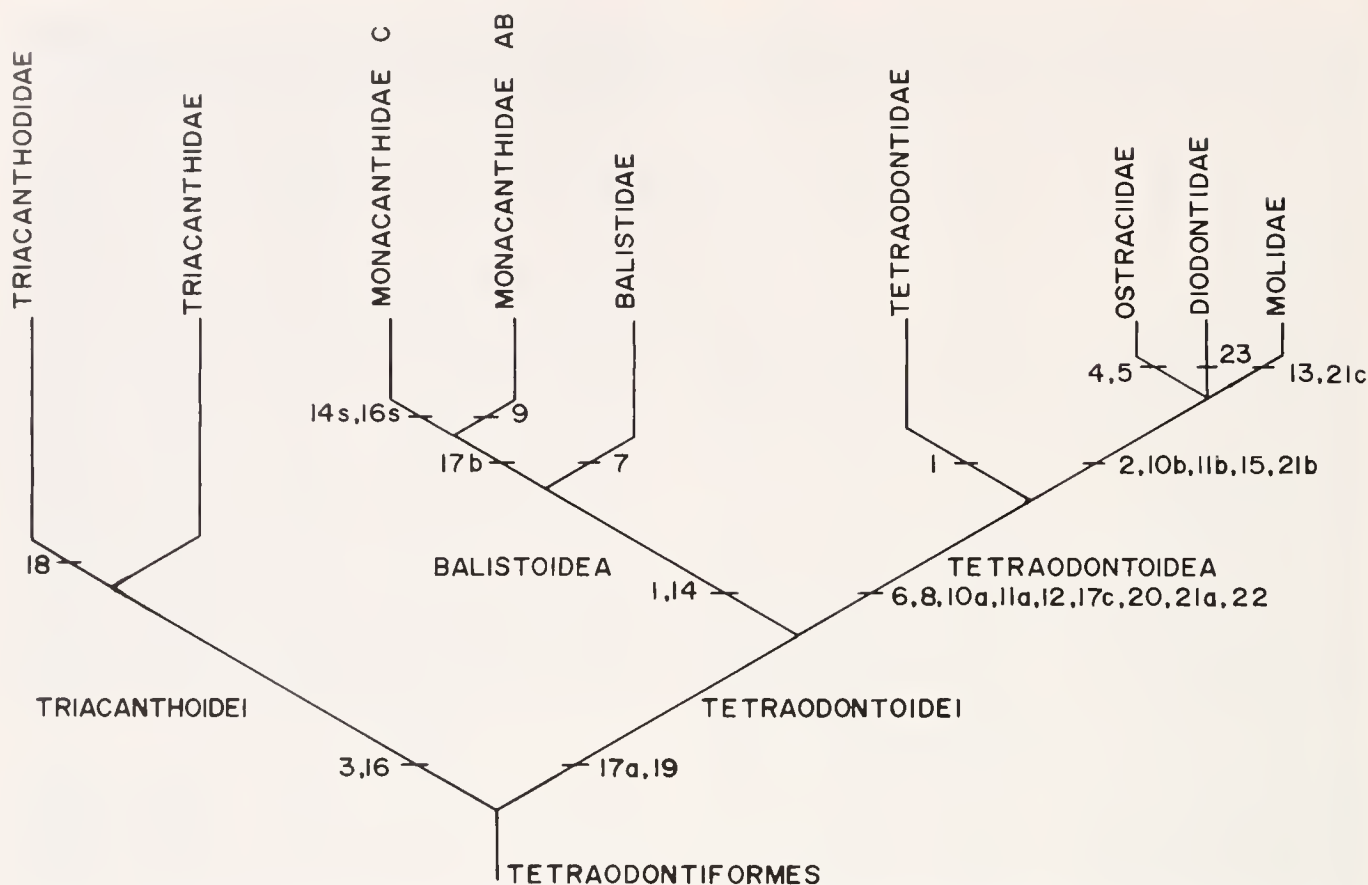 TRIACANTHODIDAE
TRIACANTHIDAE
MONACANTHIDAE C
MONACANTHIDAE AB
BALISTIDAE
TETRAODONTIDAE
OSTRACIIDAE
DIODONTIDAE
MOLIDAE
4,5
23
13,21c
14s,16s
9
17b
7
1
2,10b,11b,15,21b
18
BALISTOIDEA
TETRAODONTOIDEA
1,14
6,8,10a,11a,12,17c,20,21a,22
TRIACANTHOIDEI
TETRAODONTOIDEI
3,16
17a,19
TETRAODONTIFORMES